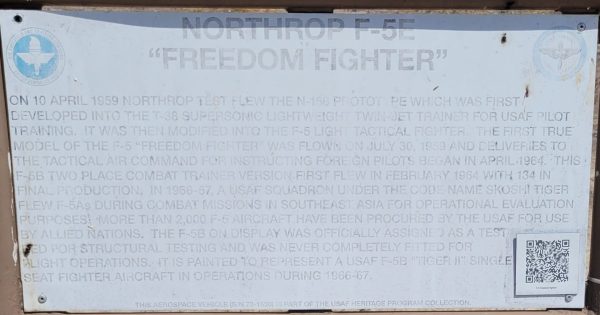 NORTHROP F-5E
"FREEDOM FIGHTER"
ON 10 APRIL 1959 NORTHROP TEST FLEW THE N-156 PROTOTYPE WHICH WAS FIRST
DEVELOPED INTO THE T-38 SUPERSONIC LIGHTWEIGHT TWIN-JET TRAINER FOR USAF PILOT
TRAINING. IT WAS THEN MODIFIED INTO THE F-5 LIGHT TACTICAL FIGHTER. THE FIRST TRUE
MODEL OF THE F-5 "FREEDOM FIGHTER" WAS FLOWN ON JULY 30, 1959 AND DELIVERIES TO
THE TACTICAL AIR COMMAND FOR INSTRUCTING FOREIGN PILOTS BEGAN IN APRIL 1964. THIS
F-5B TWO PLACE COMBAT TRAINER VERSION FIRST FLEW IN FEBRUARY 1964 WITH 134 IN
FINAL PRODUCTION. IN 1966-67, A USAF SQUADRON UNDER THE CODE NAME SKOSHI TIGER
FLEW F-5As DURING COMBAT MISSIONS IN SOUTHEAST ASIA FOR OPERATIONAL EVALUATION
PURPOSES. MORE THAN 2,000 F-5 AIRCRAFT HAVE BEEN PROCURED BY THE USAF FOR USE
BY ALLIED NATIONS. THE F-5B ON DISPLAY WAS OFFICIALLY ASSIGNED AS A TEST
FOR STRUCTURAL TESTING AND WAS NEVER COMPLETELY FITTED FOR
FLIGHT OPERATIONS. IT IS PAINTED TO REPRESENT A USAF F-5B "TIGER II" SINGLE
SEAT FIGHTER AIRCRAFT IN OPERATIONS DURING 1966-67.
THIS AEROSPACE VEHICLE IS PART OF THE USAF HERITAGE PROGRAM COLLECTION.